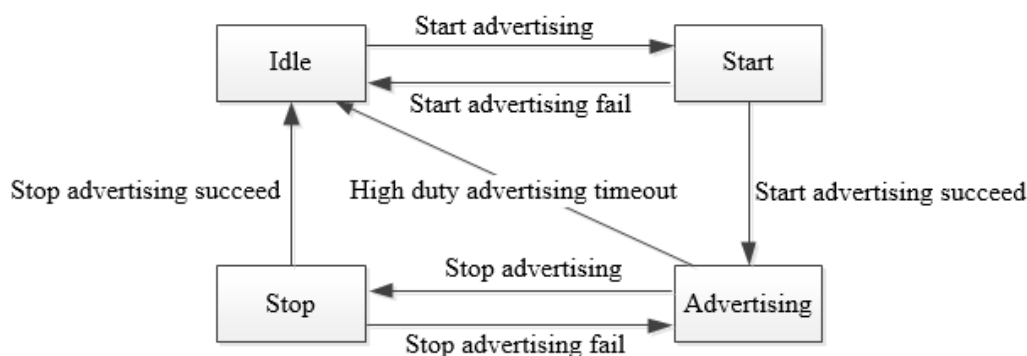 Start advertising
Idle
Start
Start advertising fail
Stop advertising succeed
High duty advertising timeout
Start advertising succeed
Stop advertising
Stop
Advertising
Stop advertising fail